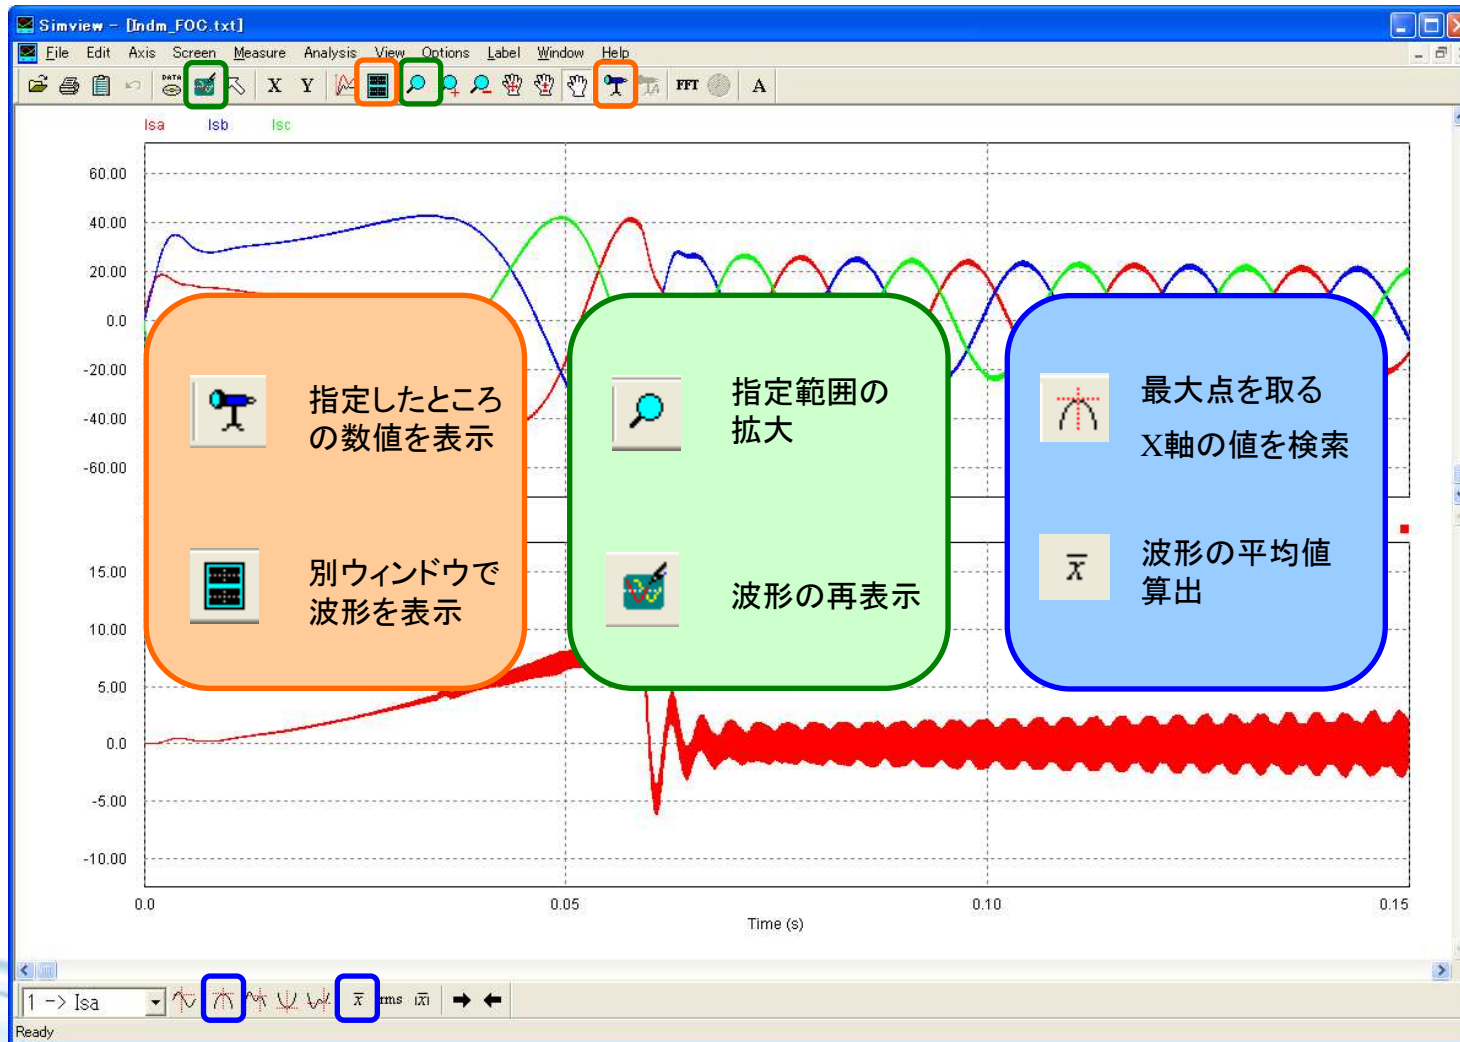 Simview - [Indm_FOC.txt]
File Edit Axis Screen Measure Analysis View Options Label Window Help
DATA X Y FFT A
Isa Isb Isc
60.00
40.00
20.00
0.0
-20.00
-40.00
-60.00
指定したところ
の数値を表示
別ウィンドウで
波形を表示
指定範囲の
拡大
波形の再表示
最大点を取る
X軸の値を検索
x
波形の平均値
算出
15.00
10.00
5.00
0.0
-5.00
-10.00
0.0 0.05 0.10 0.15
Time (s)
1 -> Isa x rms |x|
Ready